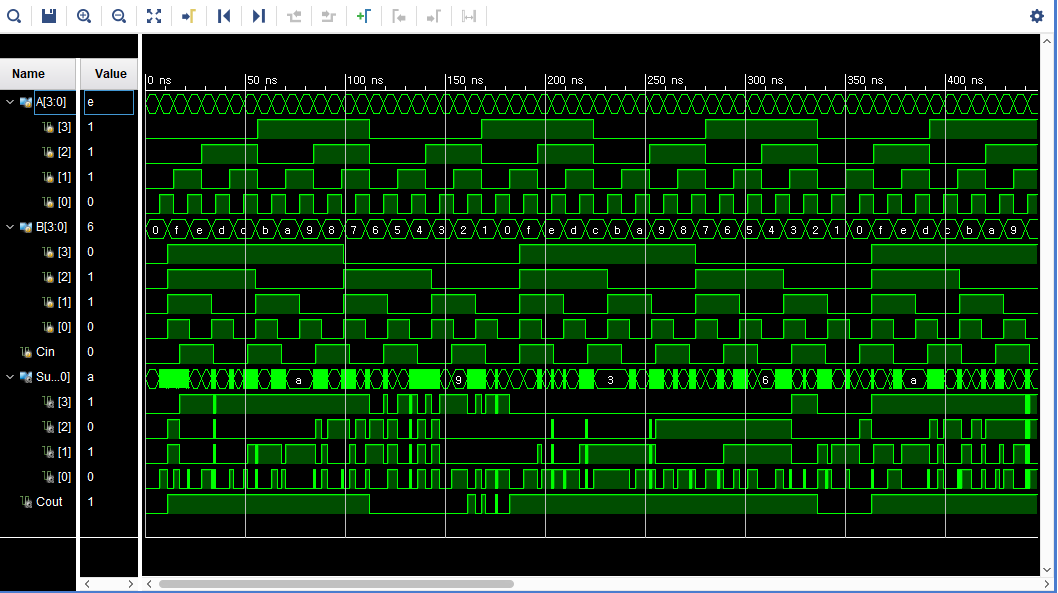 Name Value
0 ns 50 ns 100 ns 150 ns 200 ns 250 ns 300 ns 350 ns 400 ns
A[3:0] e
[3] 1
[2] 1
[1] 1
[0] 0
B[3:0] 6 0 f e d c b a 9 8 7 6 5 4 3 2 1 0 f e d c b a 9 8 7 6 5 4 3 2 1 0 f e d c b a 9
[3] 0
[2] 1
[1] 1
[0] 0
Cin 0
Su...0] a a 9 3 6 a
[3] 1
[2] 0
[1] 1
[0] 0
Cout 1